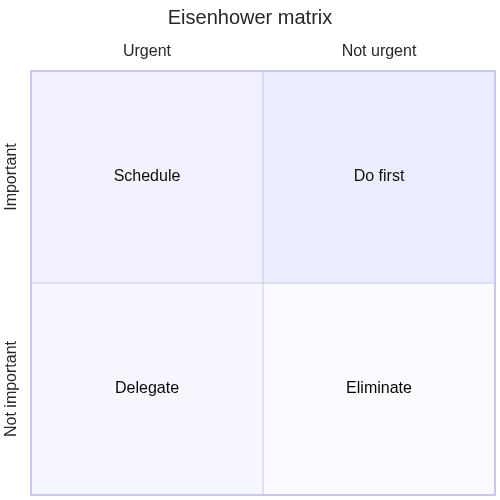 Eisenhower matrix
Urgent Not urgent
Important
Schedule Do first
Not important
Delegate Eliminate